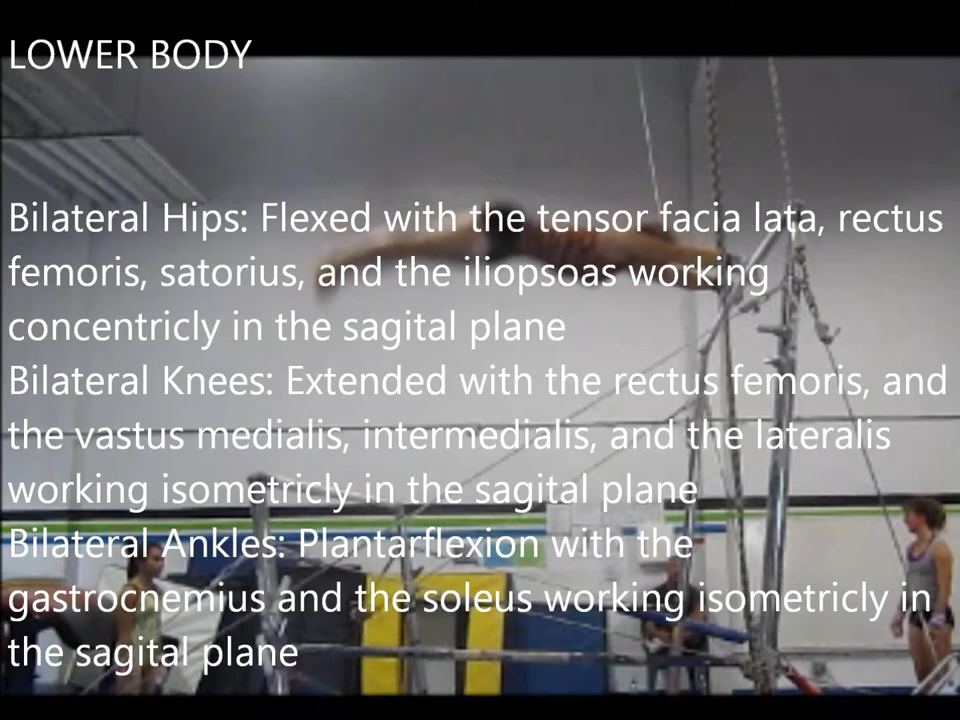 LOWER BODY
Bilateral Hips: Flexed with the tensor facia lata, rectus
femoris, satorius, and the iliopsoas working
concentricly in the sagital plane
Bilateral Knees: Extended with the rectus femoris, and
the vastus medialis, intermedialis, and the lateralis
working isometricly in the sagital plane
Bilateral Ankles: Plantarflexion with the
gastrocnemius and the soleus working isometricly in
the sagital plane